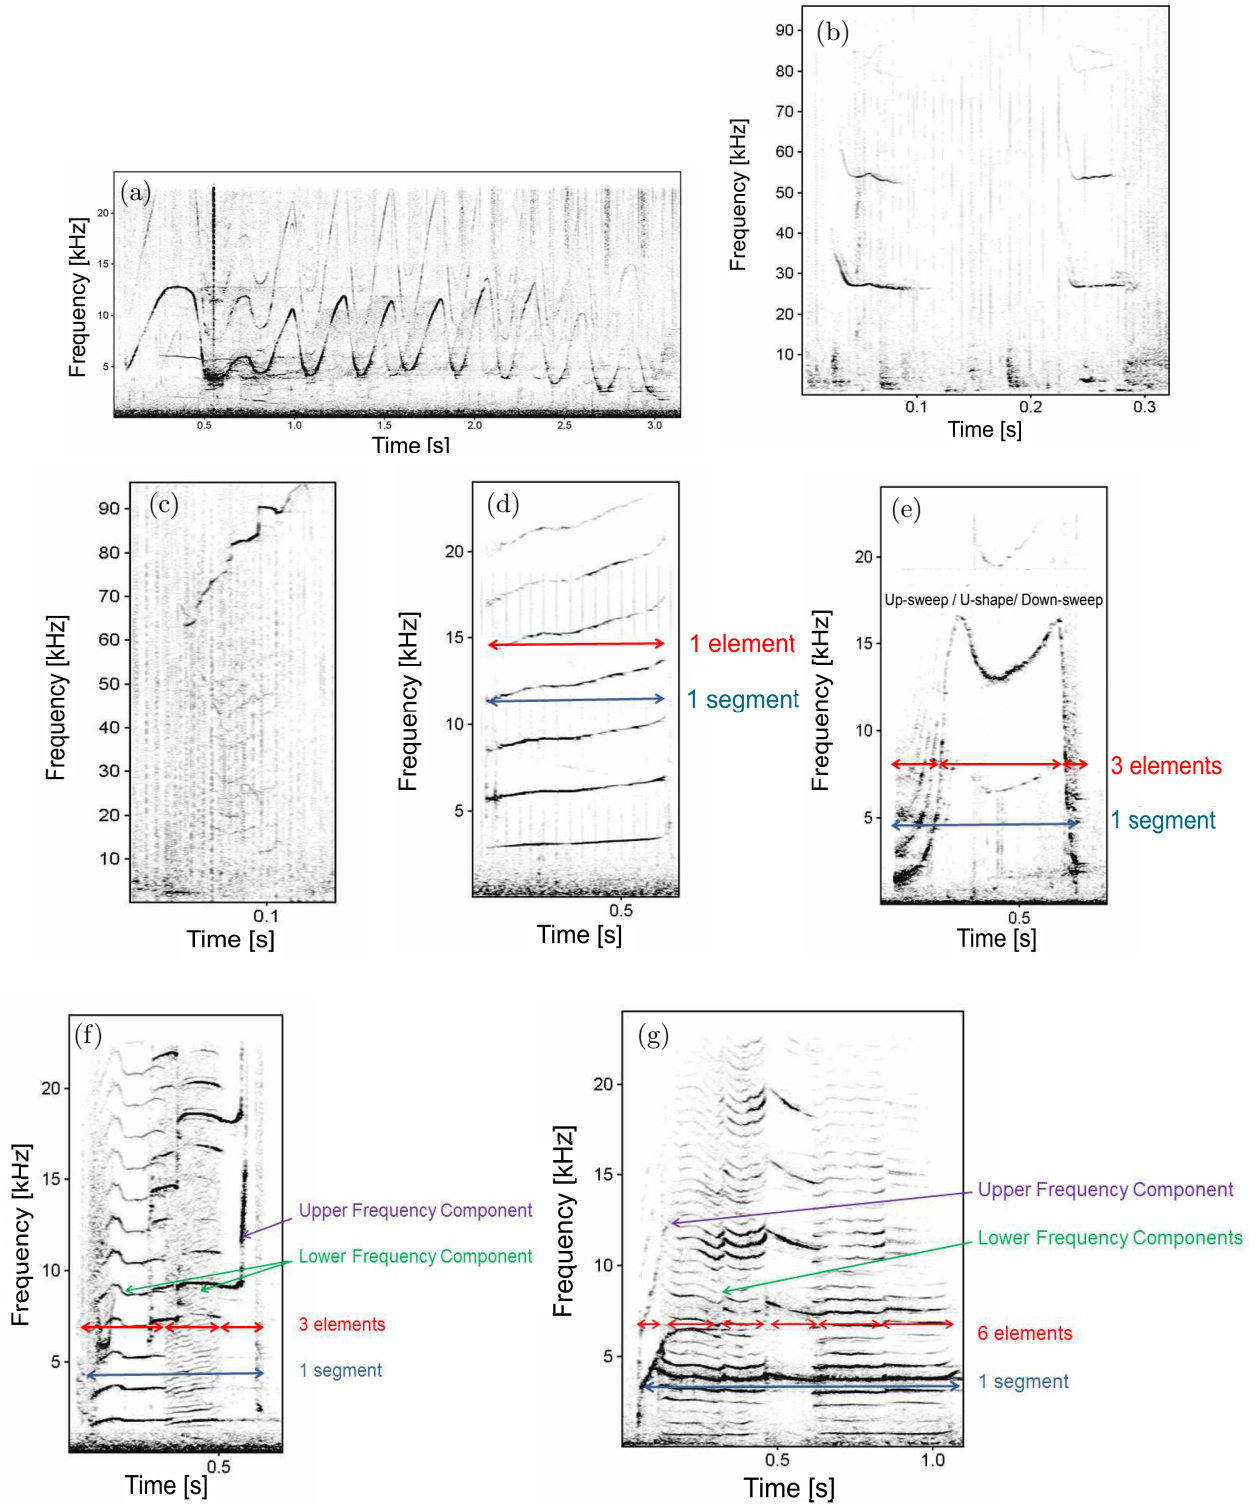 (a)
20
15
10
5
Frequency [kHz]
0.5
1.0
1.5
2.0
2.5
3.0
Time [s]
(b)
90
80
70
60
50
40
30
20
10
Frequency [kHz]
0.1
0.2
0.3
Time [s]
(c)
90
80
70
60
50
40
30
20
10
Frequency [kHz]
0.1
Time [s]
(d)
20
15
10
5
Frequency [kHz]
1 element
1 segment
0.5
Time [s]
(e)
20
15
10
5
Frequency [kHz]
Up-sweep / U-shape/ Down-sweep
3 elements
1 segment
0.5
Time [s]
(f)
20
15
10
5
Frequency [kHz]
Upper Frequency Component
Lower Frequency Component
3 elements
1 segment
0.5
Time [s]
(g)
20
15
10
5
Frequency [kHz]
Upper Frequency Component
Lower Frequency Components
6 elements
1 segment
0.5
1.0
Time [s]